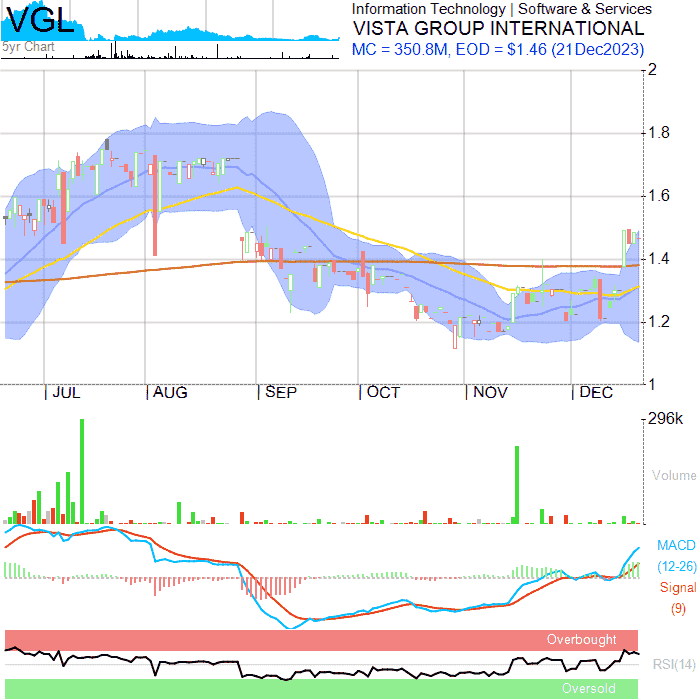 VGL
5yr Chart
Information Technology | Software & Services
VISTA GROUP INTERNATIONAL
MC = 350.8M, EOD = $1.46 (21Dec2023)
2
1.8
1.6
1.4
1.2
1
JUL AUG SEP OCT NOV DEC
296k
Volume
MACD
(12-26)
Signal
(9)
Overbought
RSI(14)
Oversold